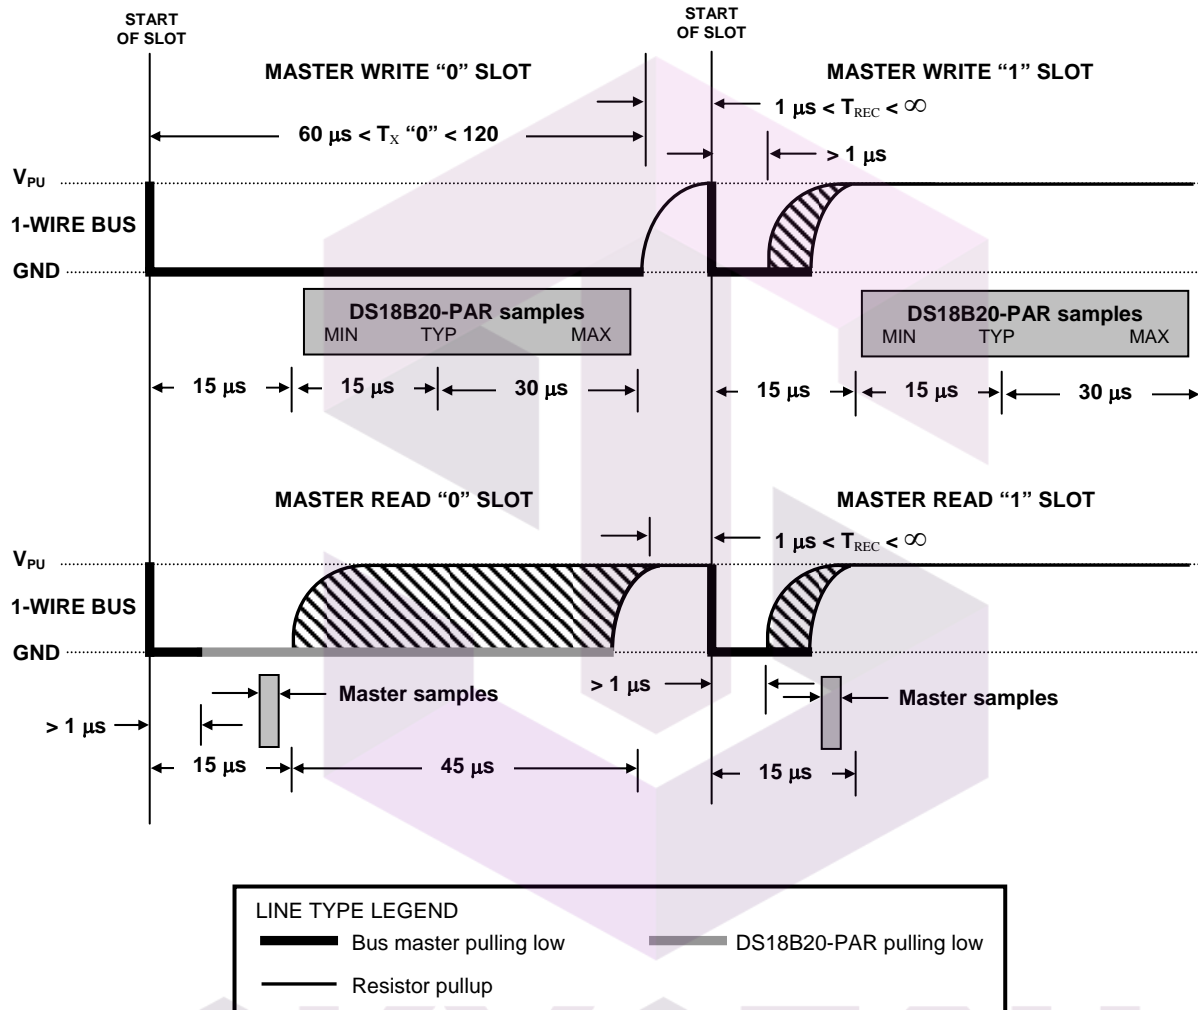 START
OF SLOT
START
OF SLOT
MASTER WRITE “0” SLOT
MASTER WRITE “1” SLOT
1 µs < TREC < ∞
60 µs < TX “0” < 120
> 1 µs
VPU
1-WIRE BUS
GND
DS18B20-PAR samples
MIN TYP MAX
DS18B20-PAR samples
MIN TYP MAX
15 µs 15 µs 30 µs 15 µs 15 µs 30 µs
MASTER READ “0” SLOT
MASTER READ “1” SLOT
1 µs < TREC < ∞
VPU
1-WIRE BUS
GND
> 1 µs
Master samples
Master samples
> 1 µs
15 µs 45 µs 15 µs
LINE TYPE LEGEND
Bus master pulling low
DS18B20-PAR pulling low
Resistor pullup